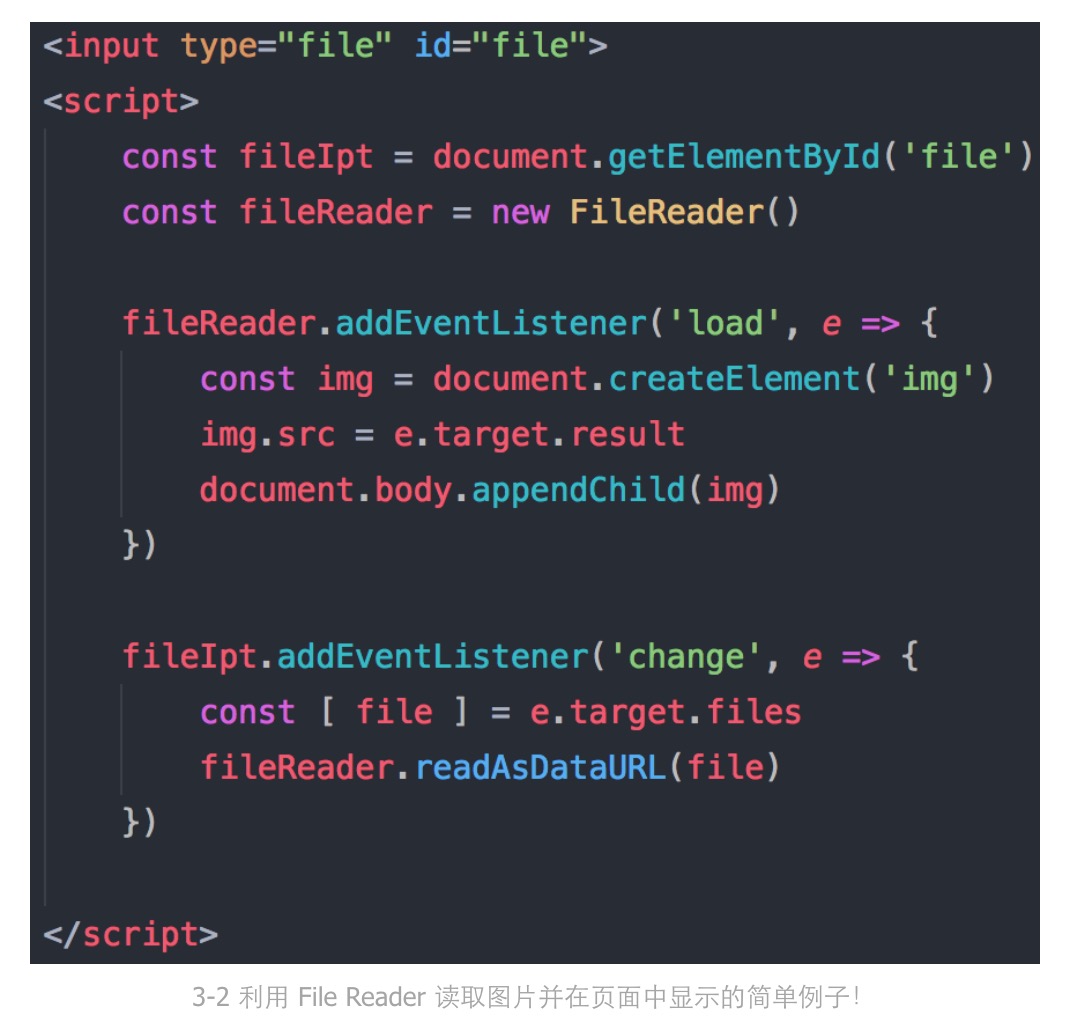 <input type="file" id="file">
<script>
    const fileIpt = document.getElementById('file')
    const fileReader = new FileReader()

    fileReader.addEventListener('load', e => {
        const img = document.createElement('img')
        img.src = e.target.result
        document.body.appendChild(img)
    })

    fileIpt.addEventListener('change', e => {
        const [ file ] = e.target.files
        fileReader.readAsDataURL(file)
    })

</script>
3-2 利用 File Reader 读取图片并在页面中显示的简单例子！